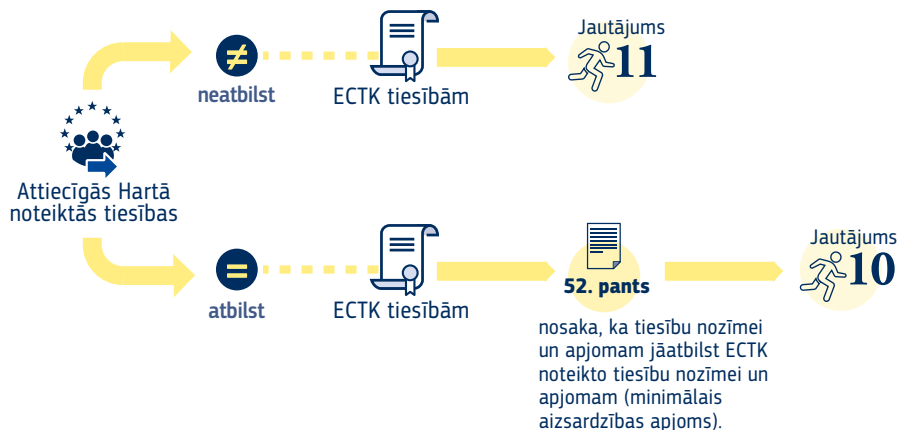 Attiecīgās Hartā
noteiktās tiesības
≠
neatbilst
ECTK tiesībām
Jautājums
11
=
atbilst
ECTK tiesībām
52. pants
nosaka, ka tiesību nozīmei
un apjomam jāatbilst ECTK
noteikto tiesību nozīmei un
apjomam (minimālais
aizsardzības apjoms).
Jautājums
10